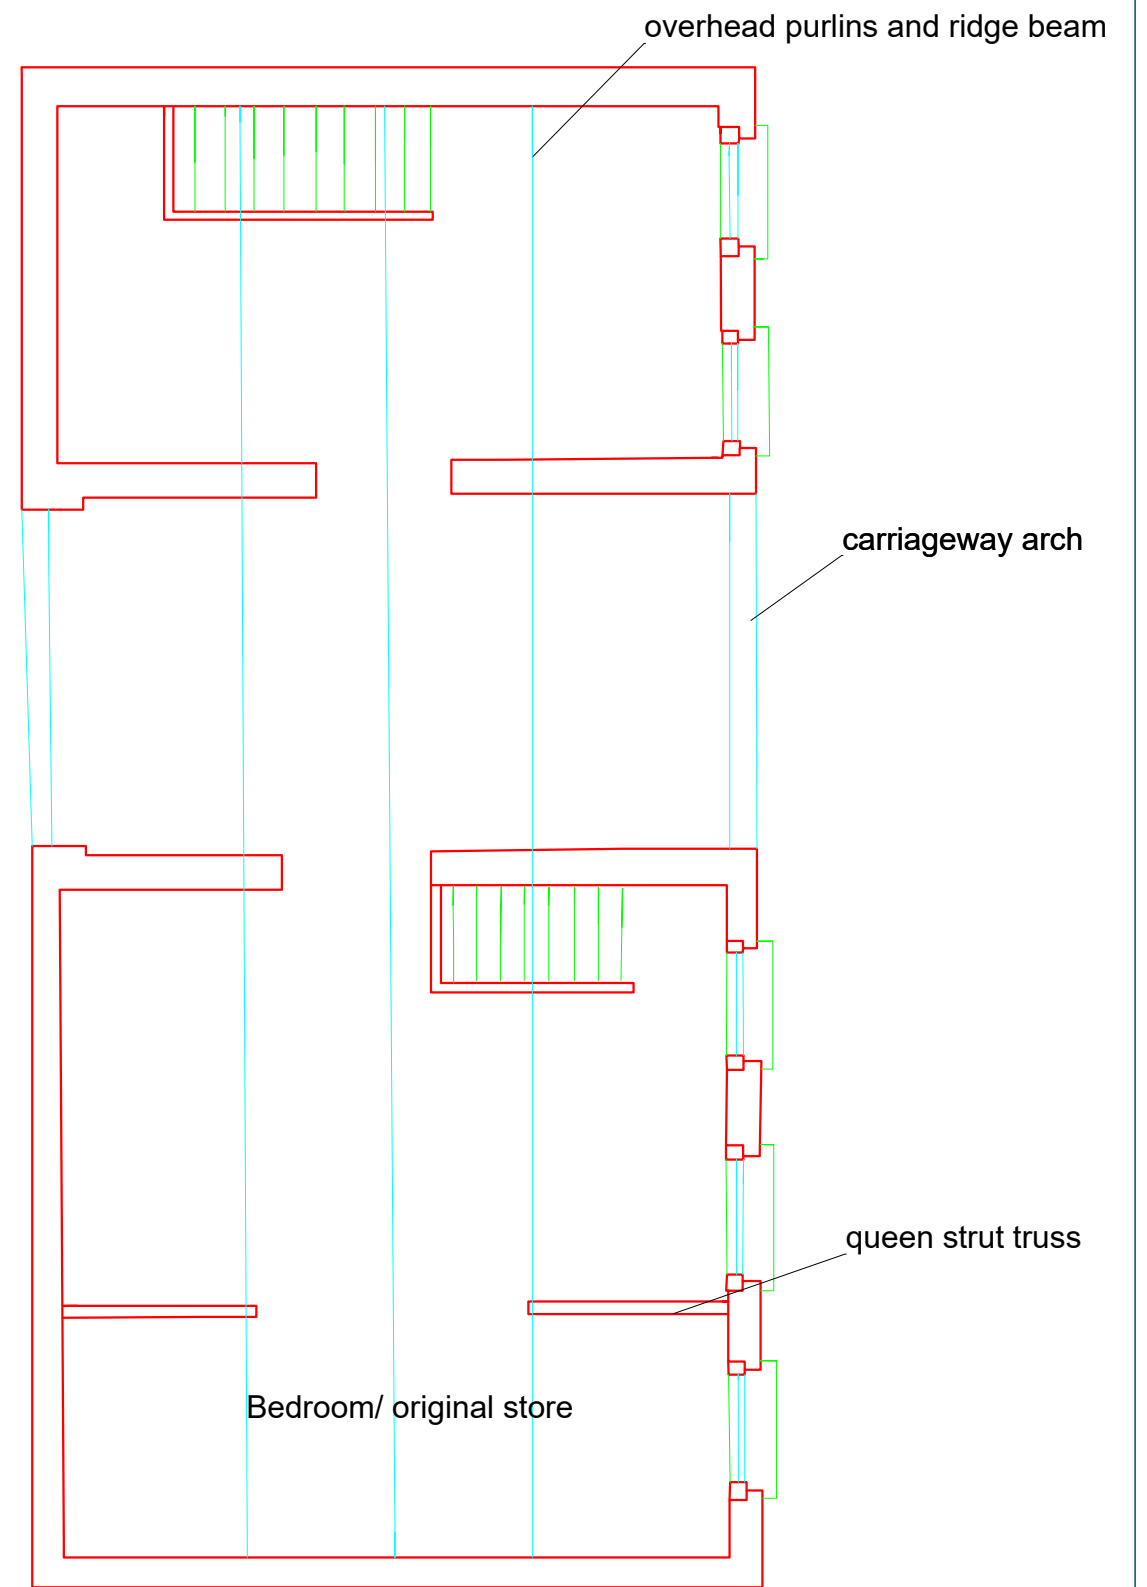 overhead purlins and ridge beam
carriageway arch
queen strut truss
Bedroom/ original store